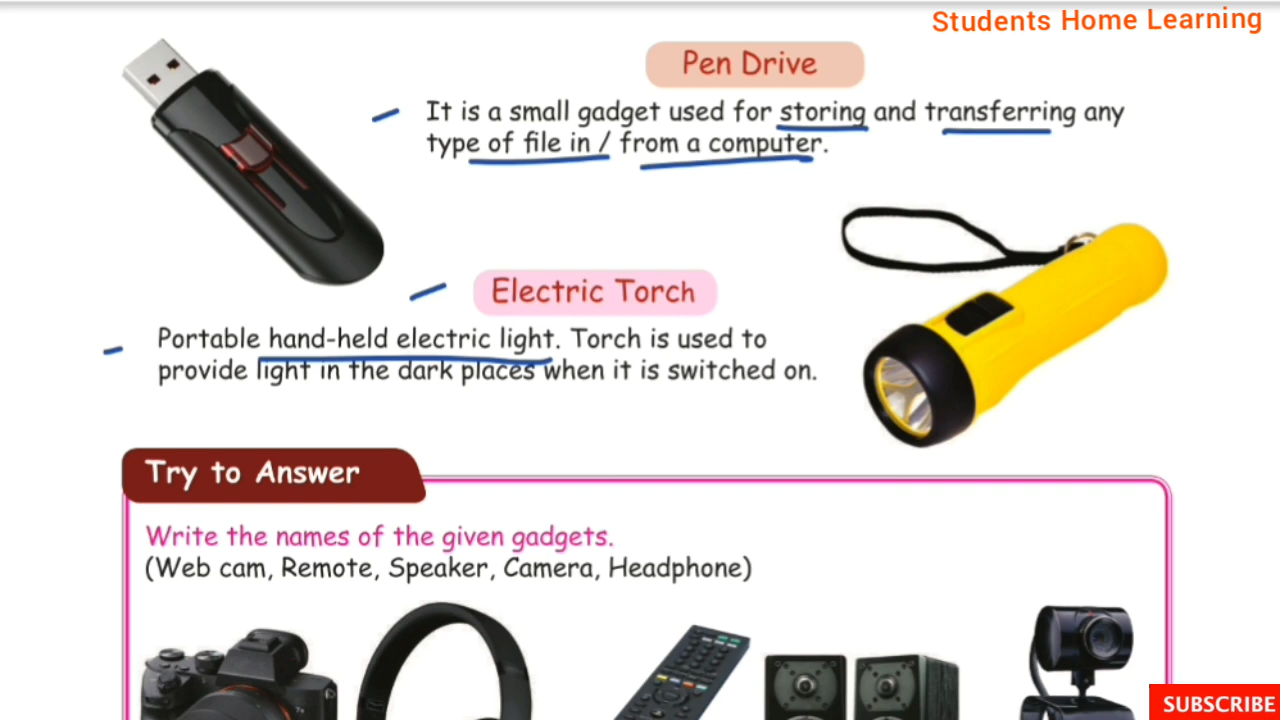 Students Home Learning
Pen Drive
It is a small gadget used for storing and transferring any
type of file in / from a computer.
Electric Torch
Portable hand-held electric light. Torch is used to
provide light in the dark places when it is switched on.
Try to Answer
Write the names of the given gadgets.
(Web cam, Remote, Speaker, Camera, Headphone)
SUBSCRIBE